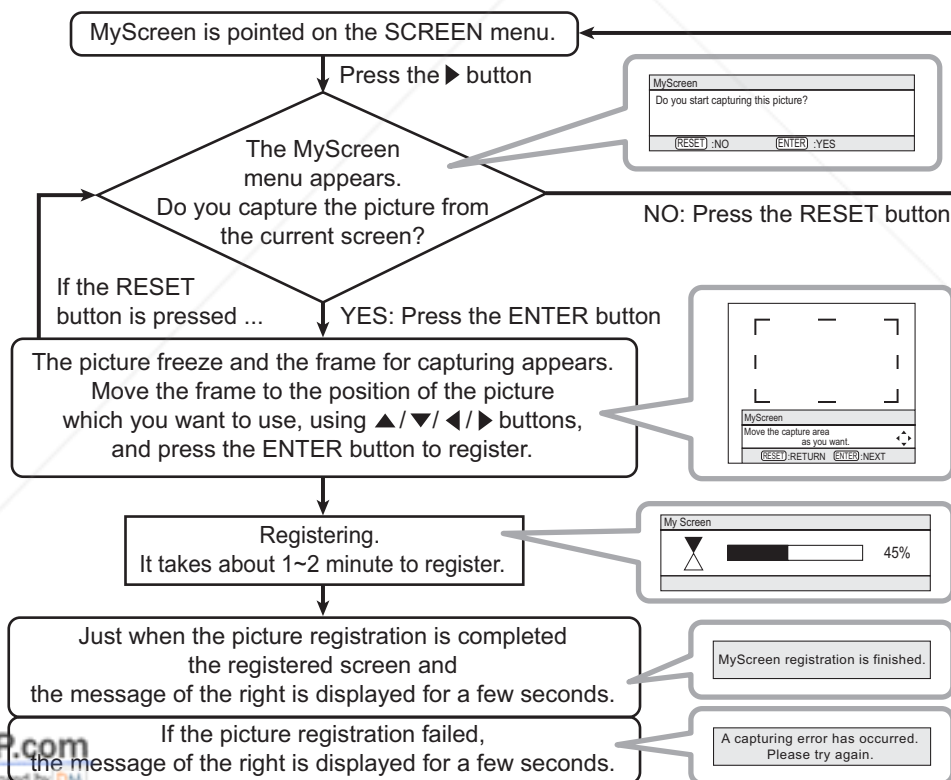 MyScreen is pointed on the SCREEN menu.
Press the ▶ button
MyScreen
Do you start capturing this picture?
RESET :NO ENTER :YES
The MyScreen
menu appears.
Do you capture the picture from
the current screen?
NO: Press the RESET button
If the RESET
button is pressed ...
YES: Press the ENTER button
The picture freeze and the frame for capturing appears.
Move the frame to the position of the picture
which you want to use, using ▲/▼/◀/▶ buttons,
and press the ENTER button to register.
MyScreen
Move the capture area
as you want.
RESET:RETURN ENTER:NEXT
Registering.
It takes about 1~2 minute to register.
My Screen
45%
Just when the picture registration is completed
the registered screen and
the message of the right is displayed for a few seconds.
MyScreen registration is finished.
If the picture registration failed,
the message of the right is displayed for a few seconds.
A capturing error has occurred.
Please try again.
P.com